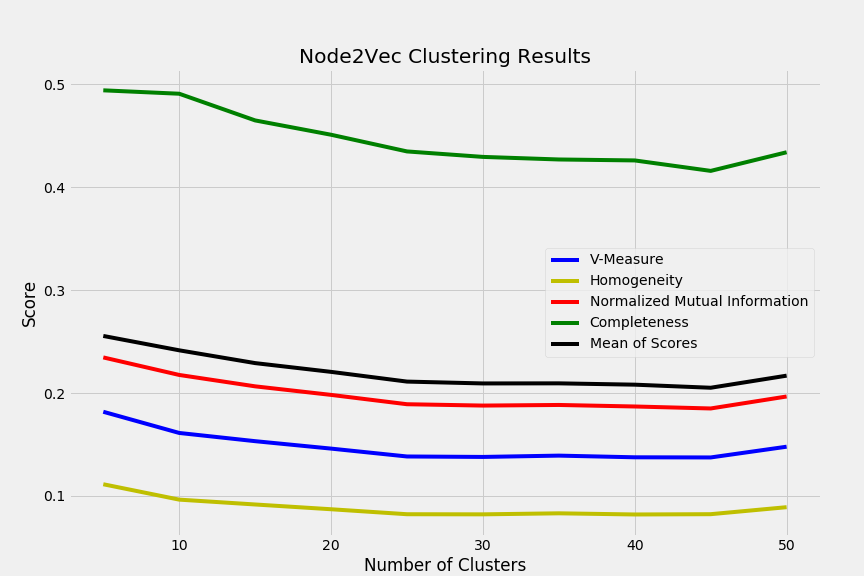 Node2Vec Clustering Results
0.5
0.4
0.3
0.2
0.1
Score
V-Measure
Homogeneity
Normalized Mutual Information
Completeness
Mean of Scores
10 20 30 40 50
Number of Clusters